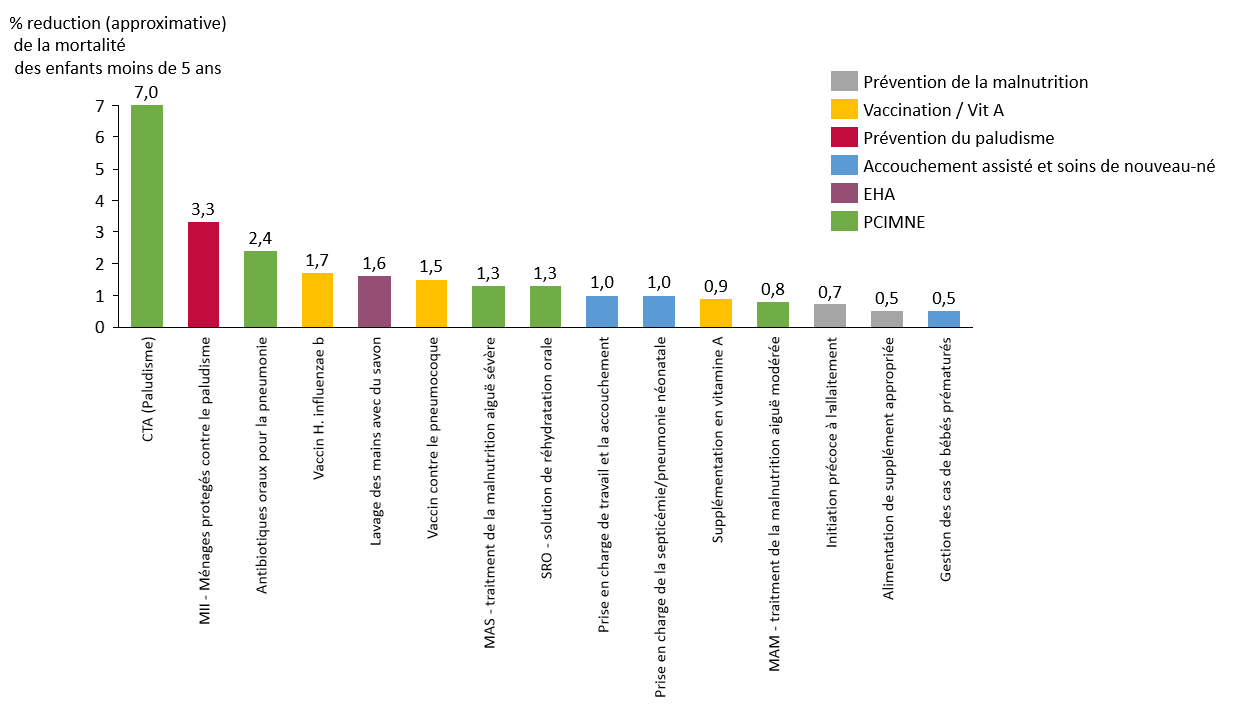 % reduction (approximative)
de la mortalité
des enfants moins de 5 ans
Prévention de la malnutrition
Vaccination / Vit A
Prévention du paludisme
Accouchement assisté et soins de nouveau-né
EHA
PCIMNE
7
6
5
4
3
2
1
0
7,0
3,3
2,4
1,7
1,6
1,5
1,3
1,3
1,0
1,0
0,9
0,8
0,7
0,5
0,5
CTA (Paludisme)
MII - Ménages protegés contre le paludisme
Antibiotiques oraux pour la pneumonie
Vaccin H. influenzae b
Lavage des mains avec du savon
Vaccin contre le pneumocoque
MAS - traitment de la malnutrition aiguë sévère
SRO - solution de réhydratation orale
Prise en charge de travail et la accouchement
Prise en charge de la septicémie/pneumonie néonatale
Supplémentation en vitamine A
MAM - traitment de la malnutrition aiguë modérée
Initiation précoce à l'allaitement
Alimentation de supplément appropriée
Gestion des cas de bébés prématurés